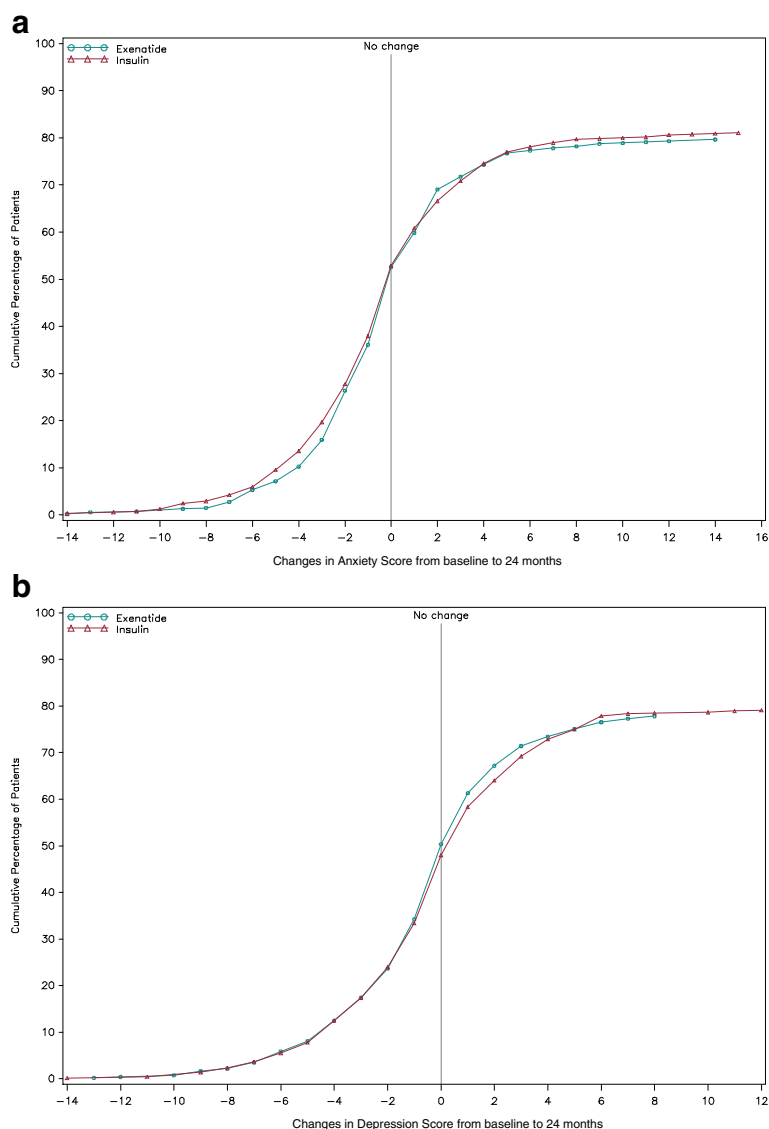 a
No change
Exenatide
Insulin
100
90
80
70
60
50
40
30
20
10
0
Cumulative Percentage of Patients
−14 −12 −10 −8 −6 −4 −2 0 2 4 6 8 10 12 14 16
Changes in Anxiety Score from baseline to 24 months
b
No change
Exenatide
Insulin
100
90
80
70
60
50
40
30
20
10
0
Cumulative Percentage of Patients
−14 −12 −10 −8 −6 −4 −2 0 2 4 6 8 10 12
Changes in Depression Score from baseline to 24 months